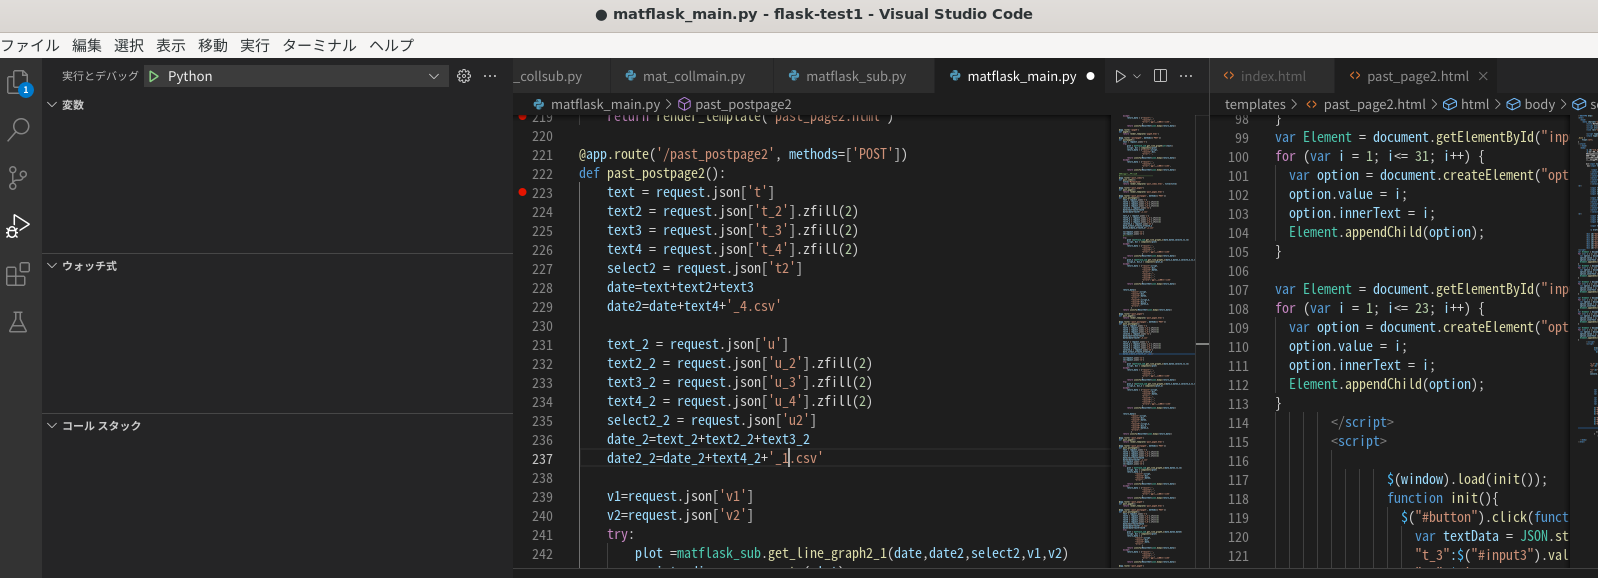 ● matflask_main.py - flask-test1 - Visual Studio Code
ファイル 編集 選択 表示 移動 実行 ターミナル ヘルプ
1
実行とデバッグ Python
変数
ウォッチ式
コール スタック
_collsub.py mat_collmain.py matflask_sub.py matflask_main.py ●
matflask_main.py > past_postpage2
219 return render_template('past_page2.html')
220
221 @app.route('/past_postpage2', methods=['POST'])
222 def past_postpage2():
223 text = request.json['t']
224 text2 = request.json['t_2'].zfill(2)
225 text3 = request.json['t_3'].zfill(2)
226 text4 = request.json['t_4'].zfill(2)
227 select2 = request.json['t2']
228 date=text+text2+text3
229 date2=date+text4+'_4.csv'
230
231 text_2 = request.json['u']
232 text2_2 = request.json['u_2'].zfill(2)
233 text3_2 = request.json['u_3'].zfill(2)
234 text4_2 = request.json['u_4'].zfill(2)
235 select2_2 = request.json['u2']
236 date_2=text_2+text2_2+text3_2
237 date2_2=date_2+text4_2+'_1.csv'
238
239 v1=request.json['v1']
240 v2=request.json['v2']
241 try:
242 plot =matflask_sub.get_line_graph2_1(date,date2,select2,v1,v2)
index.html past_page2.html ×
templates > past_page2.html > html > body >
98 }
99 var Element = document.getElementById("inp
100 for (var i = 1; i<= 31; i++) {
101 var option = document.createElement("opt
102 option.value = i;
103 option.innerText = i;
104 Element.appendChild(option);
105 }
106
107 var Element = document.getElementById("inp
108 for (var i = 1; i<= 23; i++) {
109 var option = document.createElement("opt
110 option.value = i;
111 option.innerText = i;
112 Element.appendChild(option);
113 }
114 </script>
115 <script>
116
117 $(window).load(init());
118 function init(){
119 $("#button").click(funct
120 var textData = JSON.st
121 "t_3":$("#input3").val